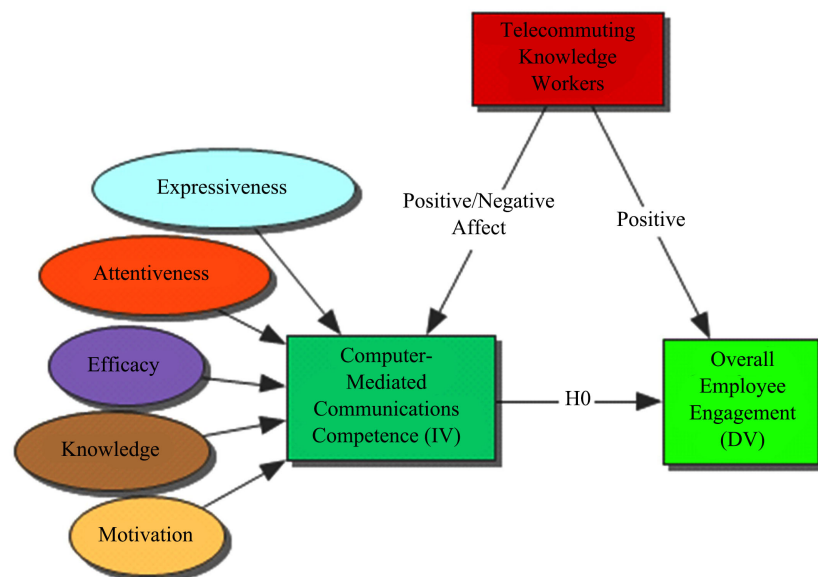 Telecommuting
Knowledge
Workers
Expressiveness
Positive/Negative
Affect
Positive
Attentiveness
Efficacy
Knowledge
Motivation
Computer-
Mediated
Communications
Competence (IV)
H0
Overall
Employee
Engagement
(DV)